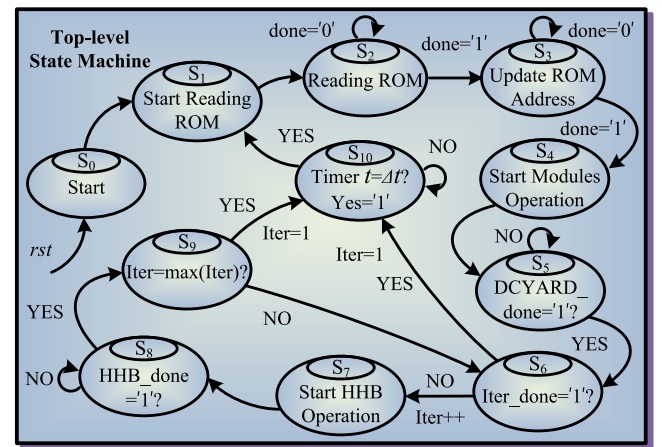 Top-level
State Machine
done='0'
done='1'
done='0'
S0
Start
rst
S1
Start Reading
ROM
S2
Reading ROM
S3
Update ROM
Address
done='1'
S4
Start Modules
Operation
NO
S5
DCYARD_
done='1'?
YES
S6
Iter_done='1'?
NO
Iter++
S7
Start HHB
Operation
S8
HHB_done
='1'?
NO
YES
S9
Iter=max(Iter)?
NO
YES
Iter=1
Iter=1
YES
S10
Timer t=Δt?
Yes='1'
NO
YES